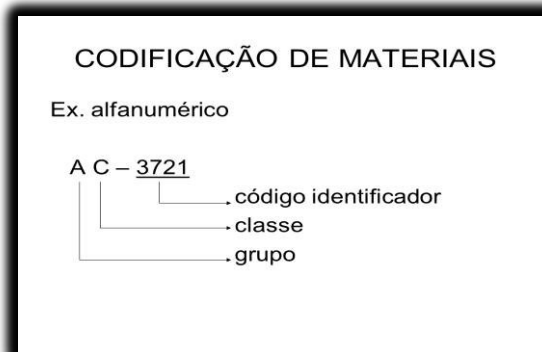 CODIFICAÇÃO DE MATERIAIS
Ex. alfanumérico
A C – 3721
código identificador
classe
grupo